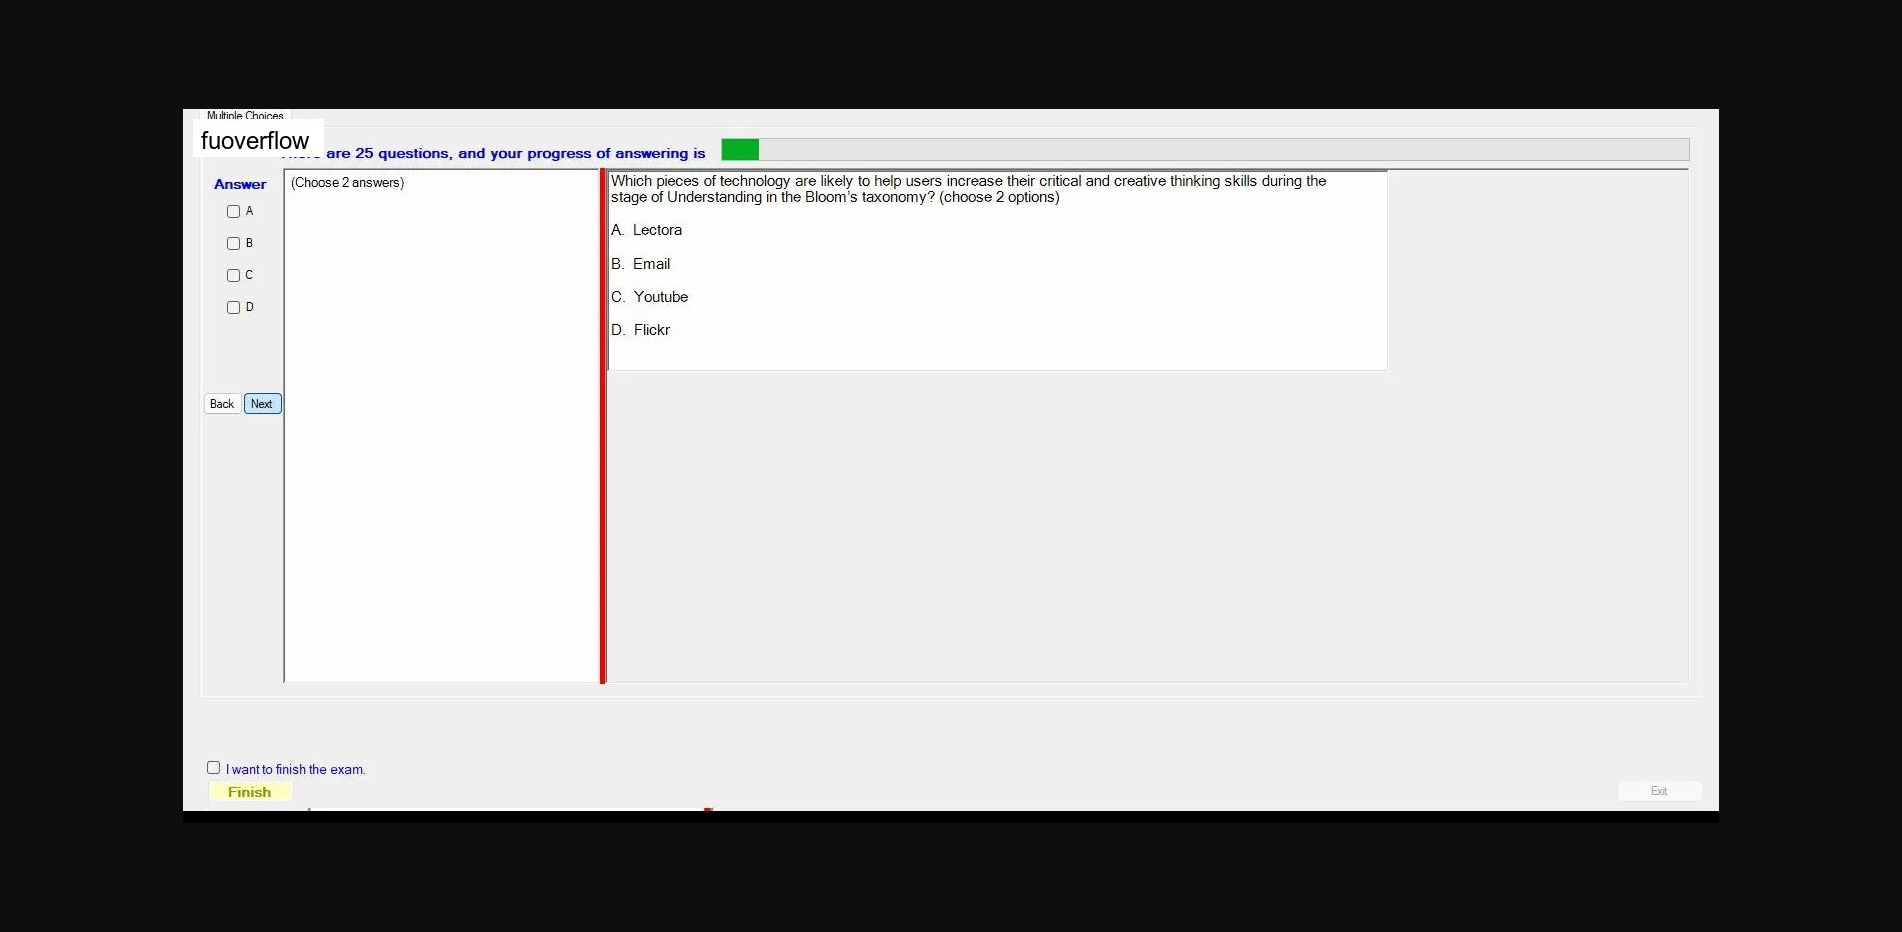 Multiple Choices
fuoverflow
are 25 questions, and your progress of answering is
Answer
(Choose 2 answers)
A
B
C
D
Back
Next
Which pieces of technology are likely to help users increase their critical and creative thinking skills during the
stage of Understanding in the Bloom's taxonomy? (choose 2 options)
A. Lectora
B. Email
C. Youtube
D. Flickr
I want to finish the exam.
Finish
Exit